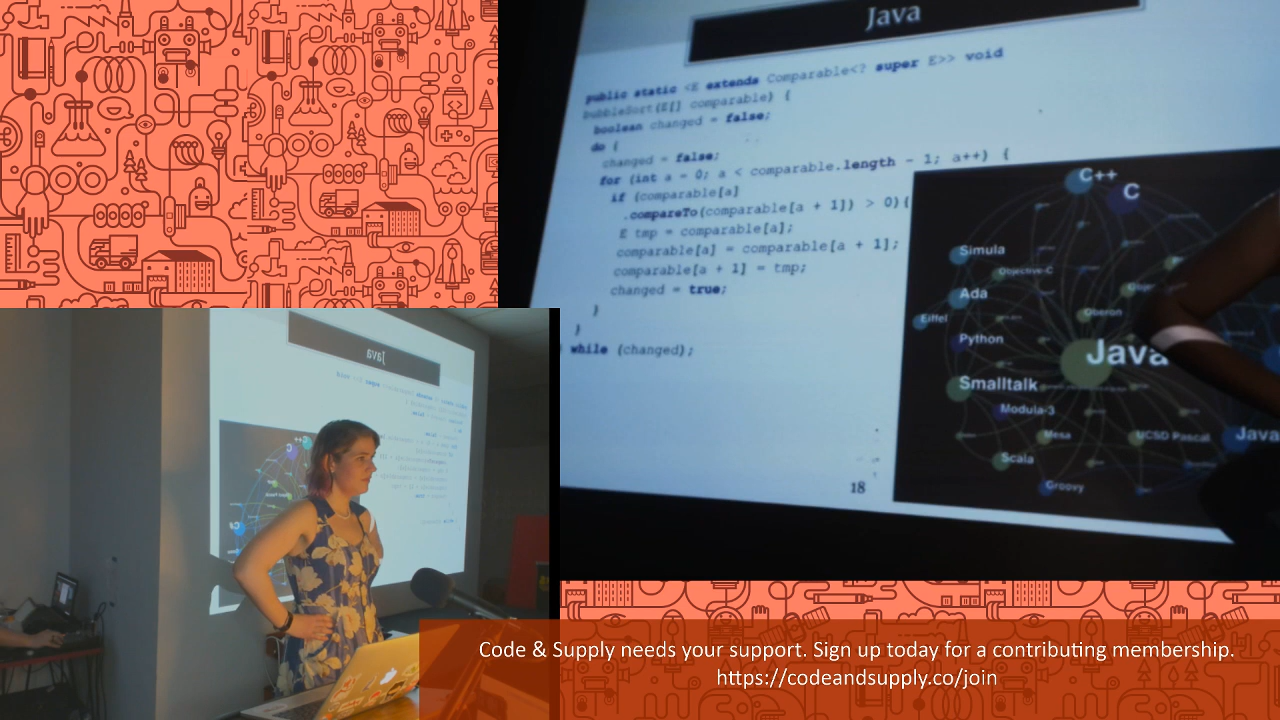 Java
public static <E extends Comparable<? super E>> void
bubbleSort(E[] comparable) {
boolean changed = false;
do {
changed = false;
for (int a = 0; a < comparable.length - 1; a++) {
if (comparable[a]
.compareTo(comparable[a + 1]) > 0){
E tmp = comparable[a];
comparable[a] = comparable[a + 1];
comparable[a + 1] = tmp;
changed = true;
}
}
while (changed);
18
C++
C
Simula
Objective-C
Ada
Eiffel
Oberon
Python
Java
Smalltalk
Modula-3
Mesa
UCSD Pascal
Java
Scala
Groovy
Java
C++
C
Code & Supply needs your support. Sign up today for a contributing membership.
https://codeandsupply.co/join